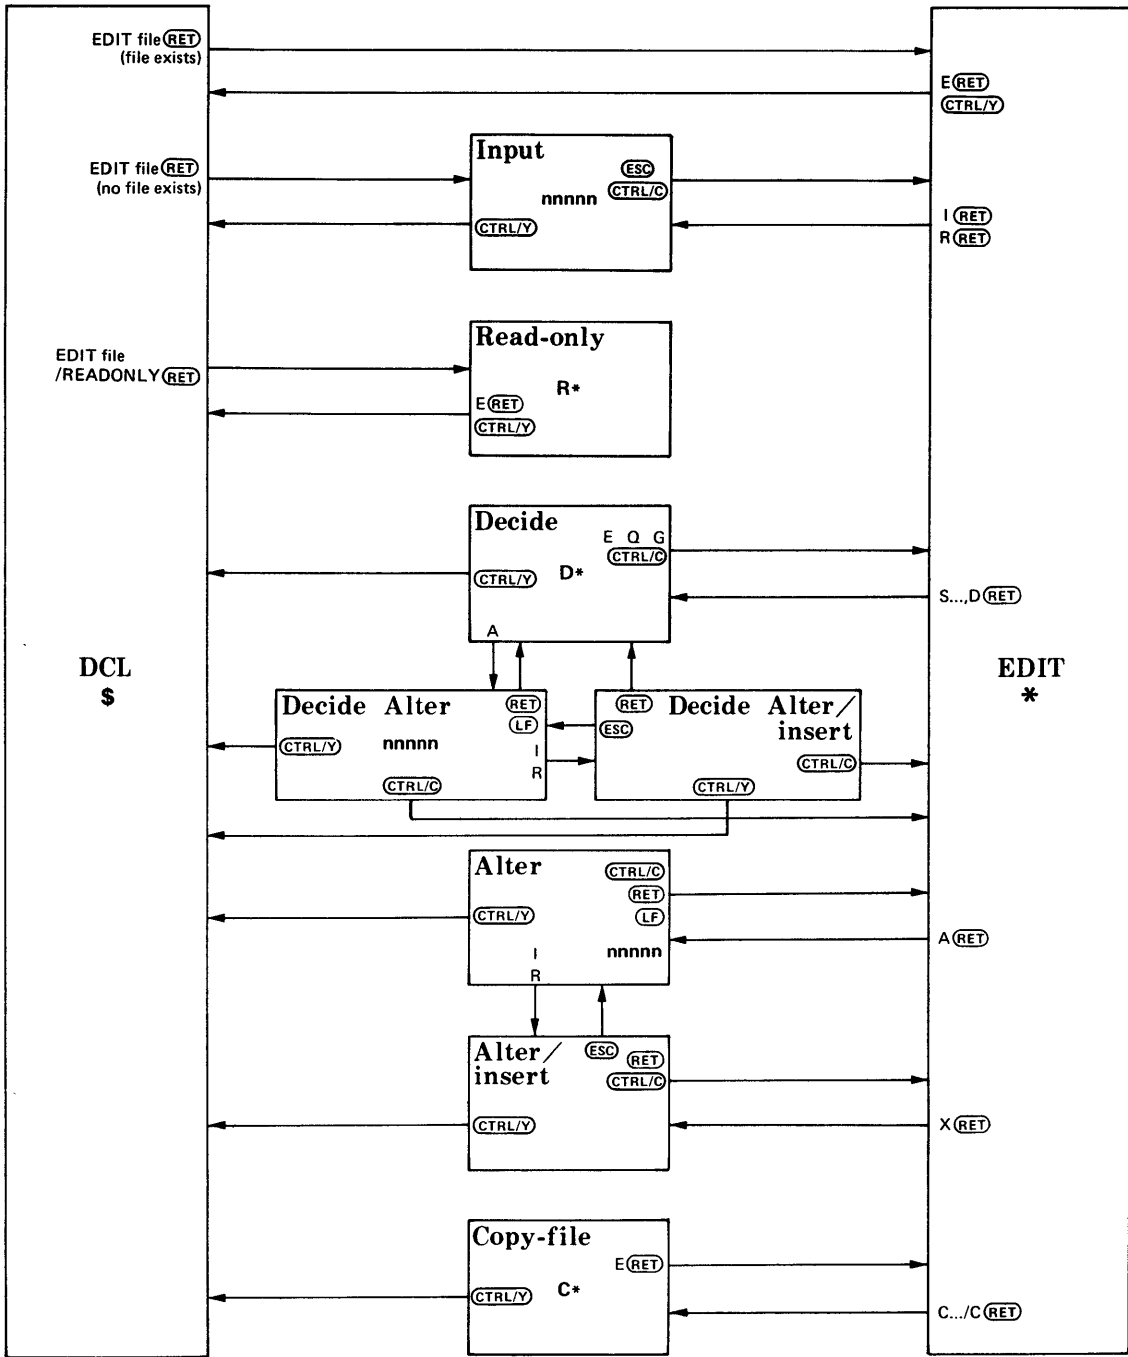 EDIT file RET
(file exists)
E RET
CTRL/Y
EDIT file RET
(no file exists)
Input
ESC
nnnnn
CTRL/C
CTRL/Y
I RET
R RET
EDIT file
/READONLY RET
Read-only
R*
E RET
CTRL/Y
Decide
E Q G
CTRL/C
CTRL/Y
D*
A
S...,D RET
DCL
$
EDIT
*
Decide Alter
RET
LF
nnnnn
CTRL/Y
I
R
CTRL/C
RET
Decide Alter/
insert
ESC
CTRL/C
CTRL/Y
Alter
CTRL/C
RET
LF
CTRL/Y
nnnnn
I
R
A RET
Alter/
insert
ESC
RET
CTRL/C
CTRL/Y
X RET
Copy-file
E RET
C*
CTRL/Y
C.../C RET